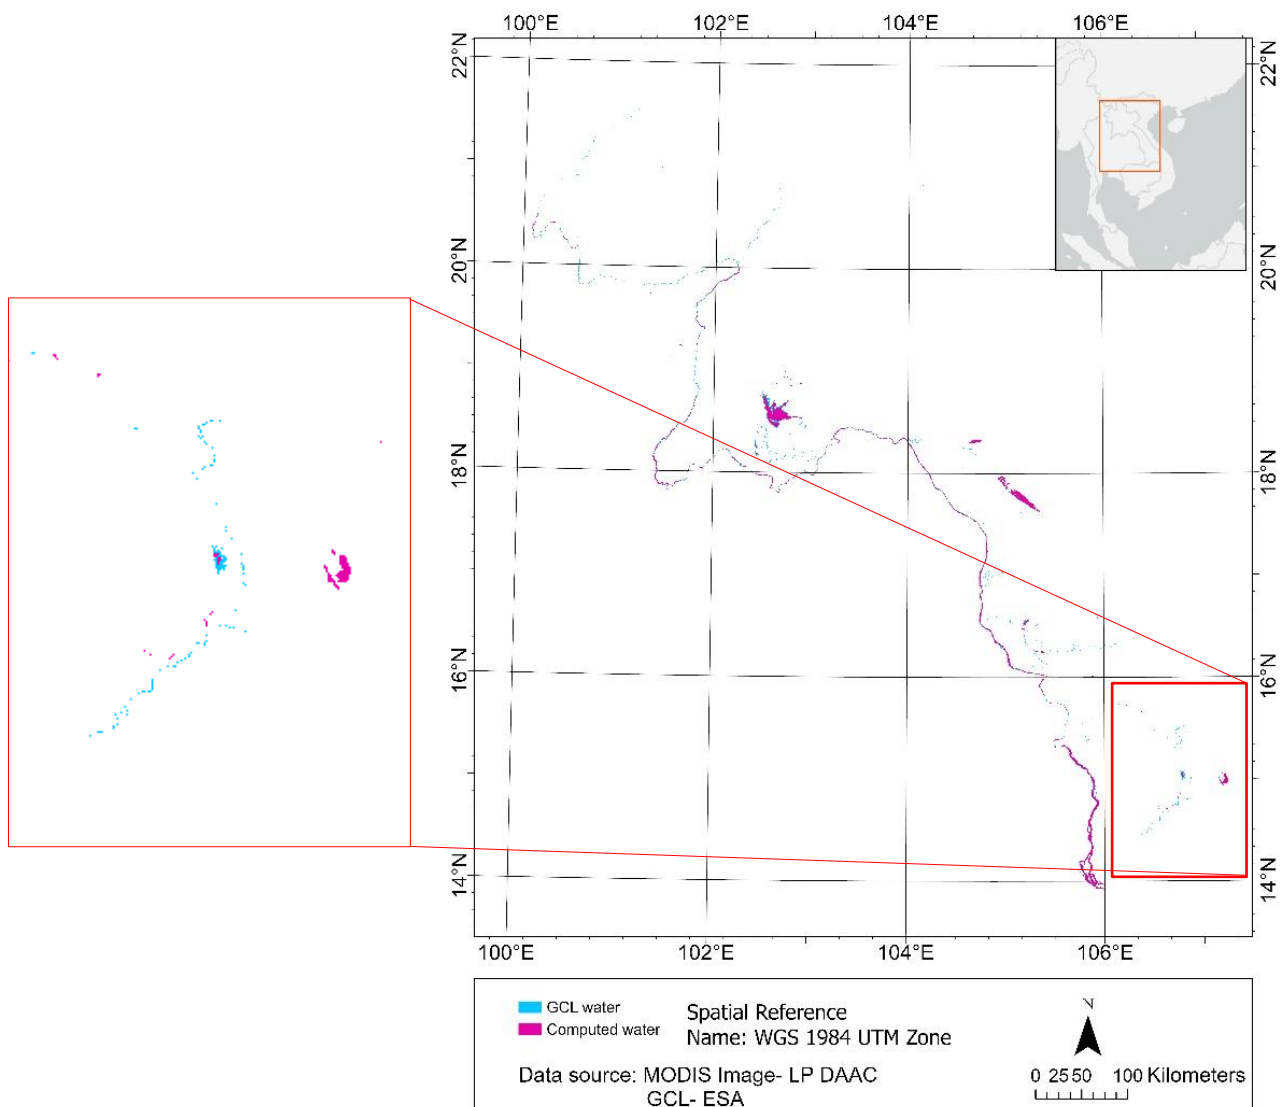 100°E 102°E 104°E 106°E
22°N 22°N
20°N 20°N
18°N 18°N
16°N 16°N
14°N 14°N
100°E 102°E 104°E 106°E
GCL water
Computed water
Spatial Reference
Name: WGS 1984 UTM Zone
Data source: MODIS Image- LP DAAC
GCL- ESA
N
0 25 50 100 Kilometers